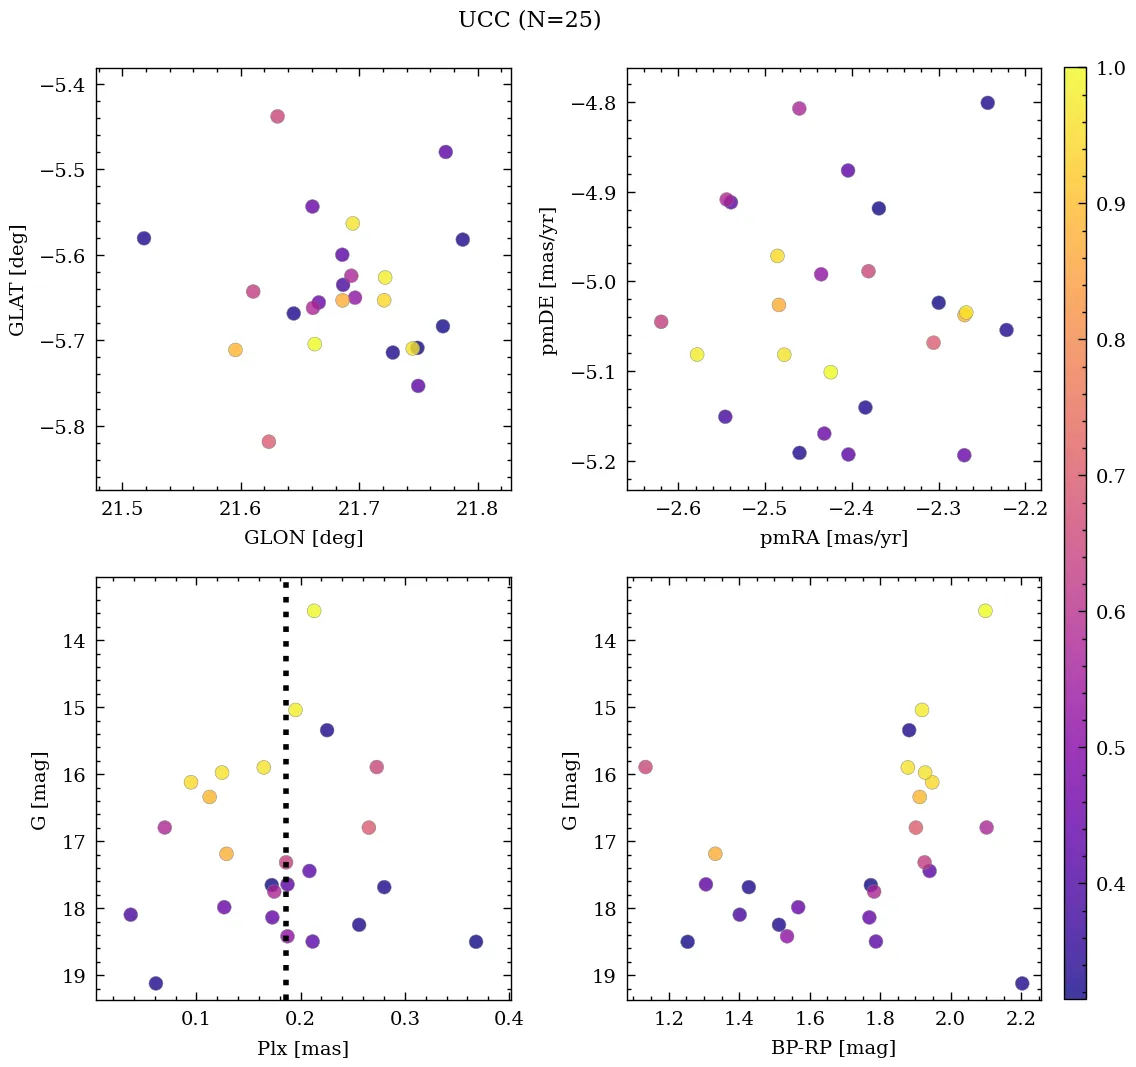 UCC (N=25)
−5.4
−5.5
−5.6
−5.7
−5.8
GLAT [deg]
21.5 21.6 21.7 21.8
GLON [deg]
−4.8
−4.9
−5.0
−5.1
−5.2
pmDE [mas/yr]
−2.6 −2.5 −2.4 −2.3 −2.2
pmRA [mas/yr]
14
15
16
17
18
19
G [mag]
0.1 0.2 0.3 0.4
Plx [mas]
14
15
16
17
18
19
G [mag]
1.2 1.4 1.6 1.8 2.0 2.2
BP-RP [mag]
1.0
0.9
0.8
0.7
0.6
0.5
0.4